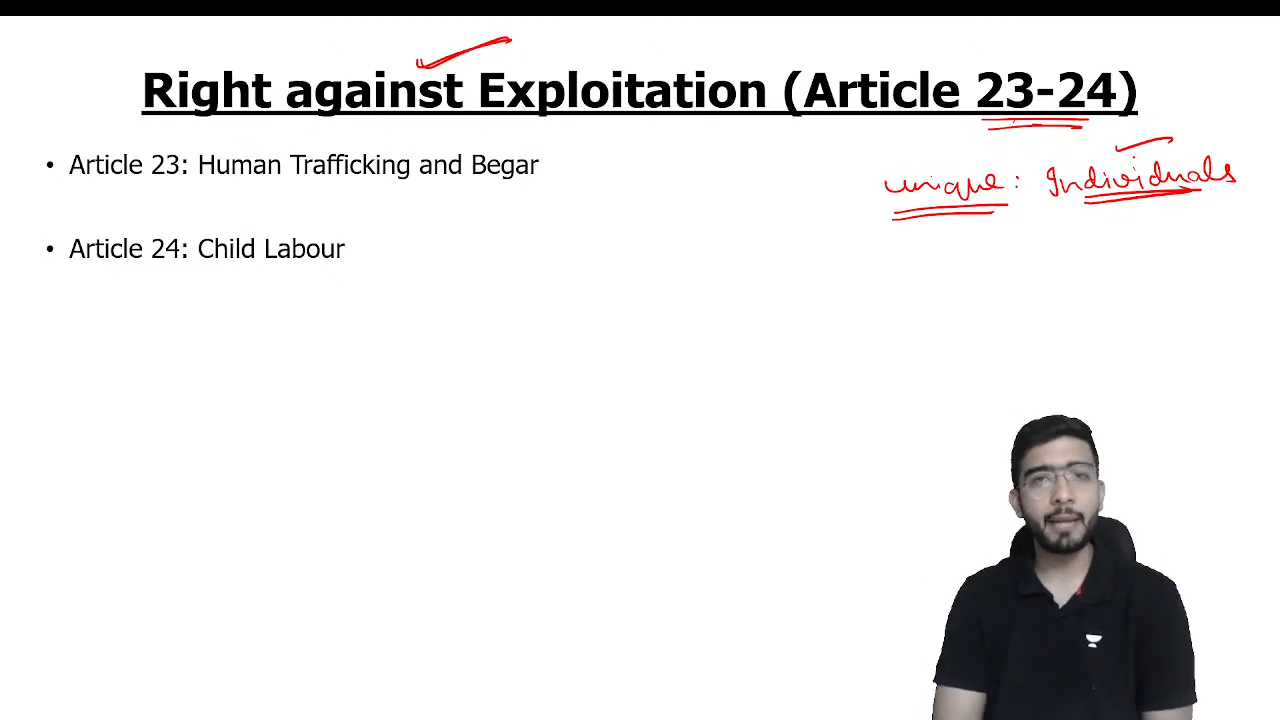 Right against Exploitation (Article 23-24)
• Article 23: Human Trafficking and Begar
unique: Individuals
• Article 24: Child Labour